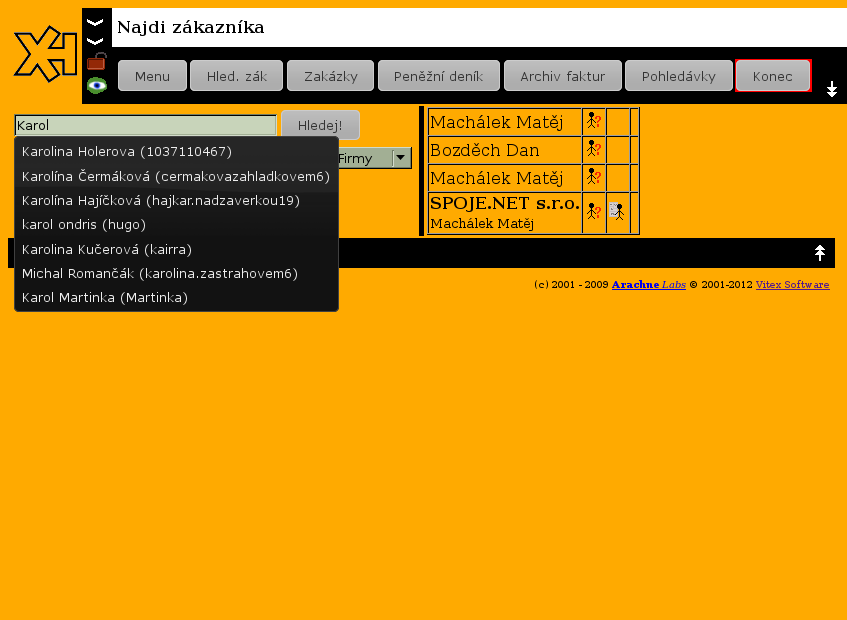 Najdi zákazníka
Menu
Hled. zák
Zakázky
Peněžní deník
Archiv faktur
Pohledávky
Konec
Karol
Hledej!
Karolina Holerova (1037110467)
Karolína Čermáková (cermakovazahladkovem6)
Karolína Hajíčková (hajkar.nadzaverkou19)
karol ondris (hugo)
Karolina Kučerová (kairra)
Michal Romančák (karolina.zastrahovem6)
Karol Martinka (Martinka)
Firmy
Machálek Matěj
Bozděch Dan
Machálek Matěj
SPOJE.NET s.r.o.
Machálek Matěj
(c) 2001 - 2009 Arachne Labs © 2001-2012 Vitex Software